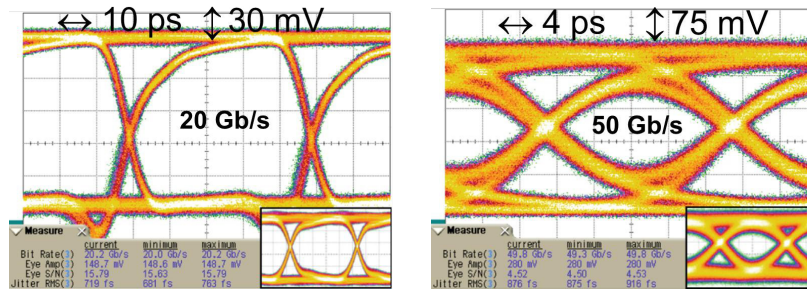 ↔ 10 ps ↕ 30 mV
20 Gb/s
Measure
current minimum maximum
Bit Rate(3) 20.2 Gb/s 20.0 Gb/s 20.2 Gb/s
Eye Amp(3) 148.7 mV 148.6 mV 148.7 mV
Eye S/N(3) 15.79 15.63 15.79
Jitter RMS(3) 719 fs 681 fs 763 fs
↔ 4 ps ↕ 75 mV
50 Gb/s
Measure
current minimum maximum
Bit Rate(3) 49.8 Gb/s 49.3 Gb/s 49.8 Gb/s
Eye Amp(3) 280 mV 280 mV 280 mV
Eye S/N(3) 4.52 4.50 4.53
Jitter RMS(3) 876 fs 875 fs 916 fs